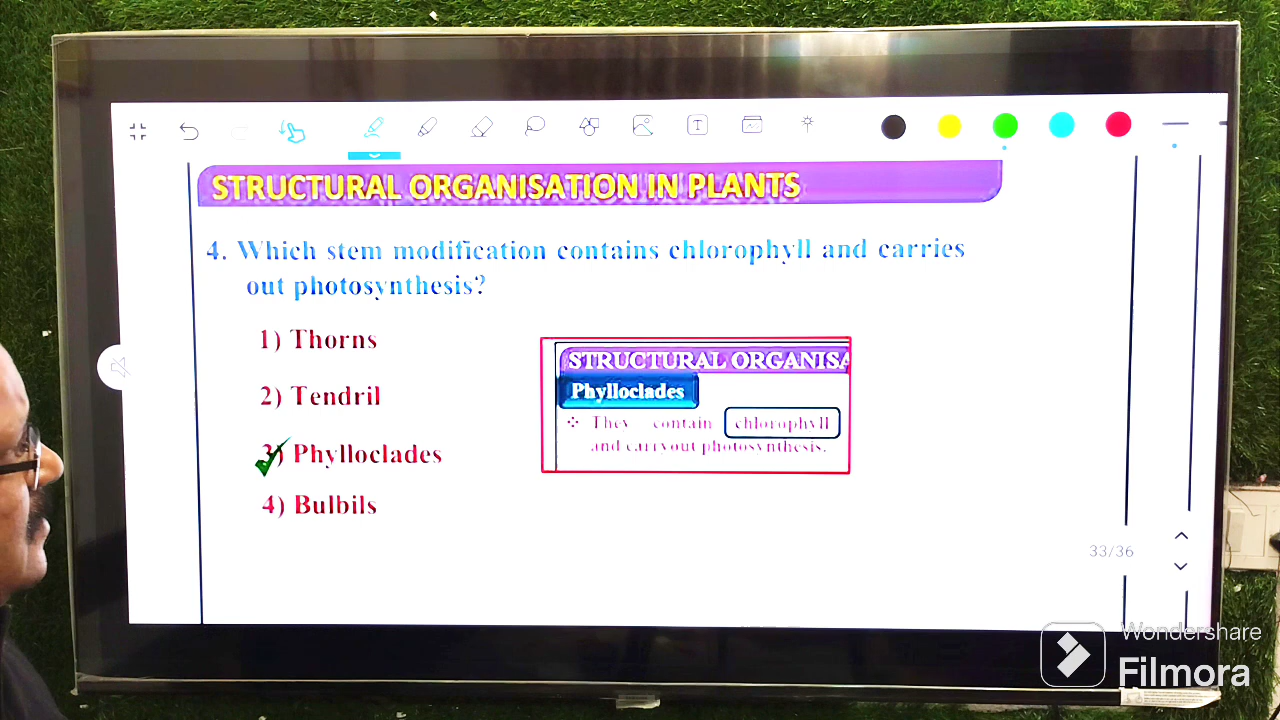 STRUCTURAL ORGANISATION IN PLANTS
4. Which stem modification contains chlorophyll and carries
out photosynthesis?
1) Thorns
2) Tendril
3) Phylloclades
4) Bulbils
STRUCTURAL ORGANISA
Phylloclades
❖ They contain chlorophyll
and carryout photosynthesis.
T
33/36
Wondershare
Filmora